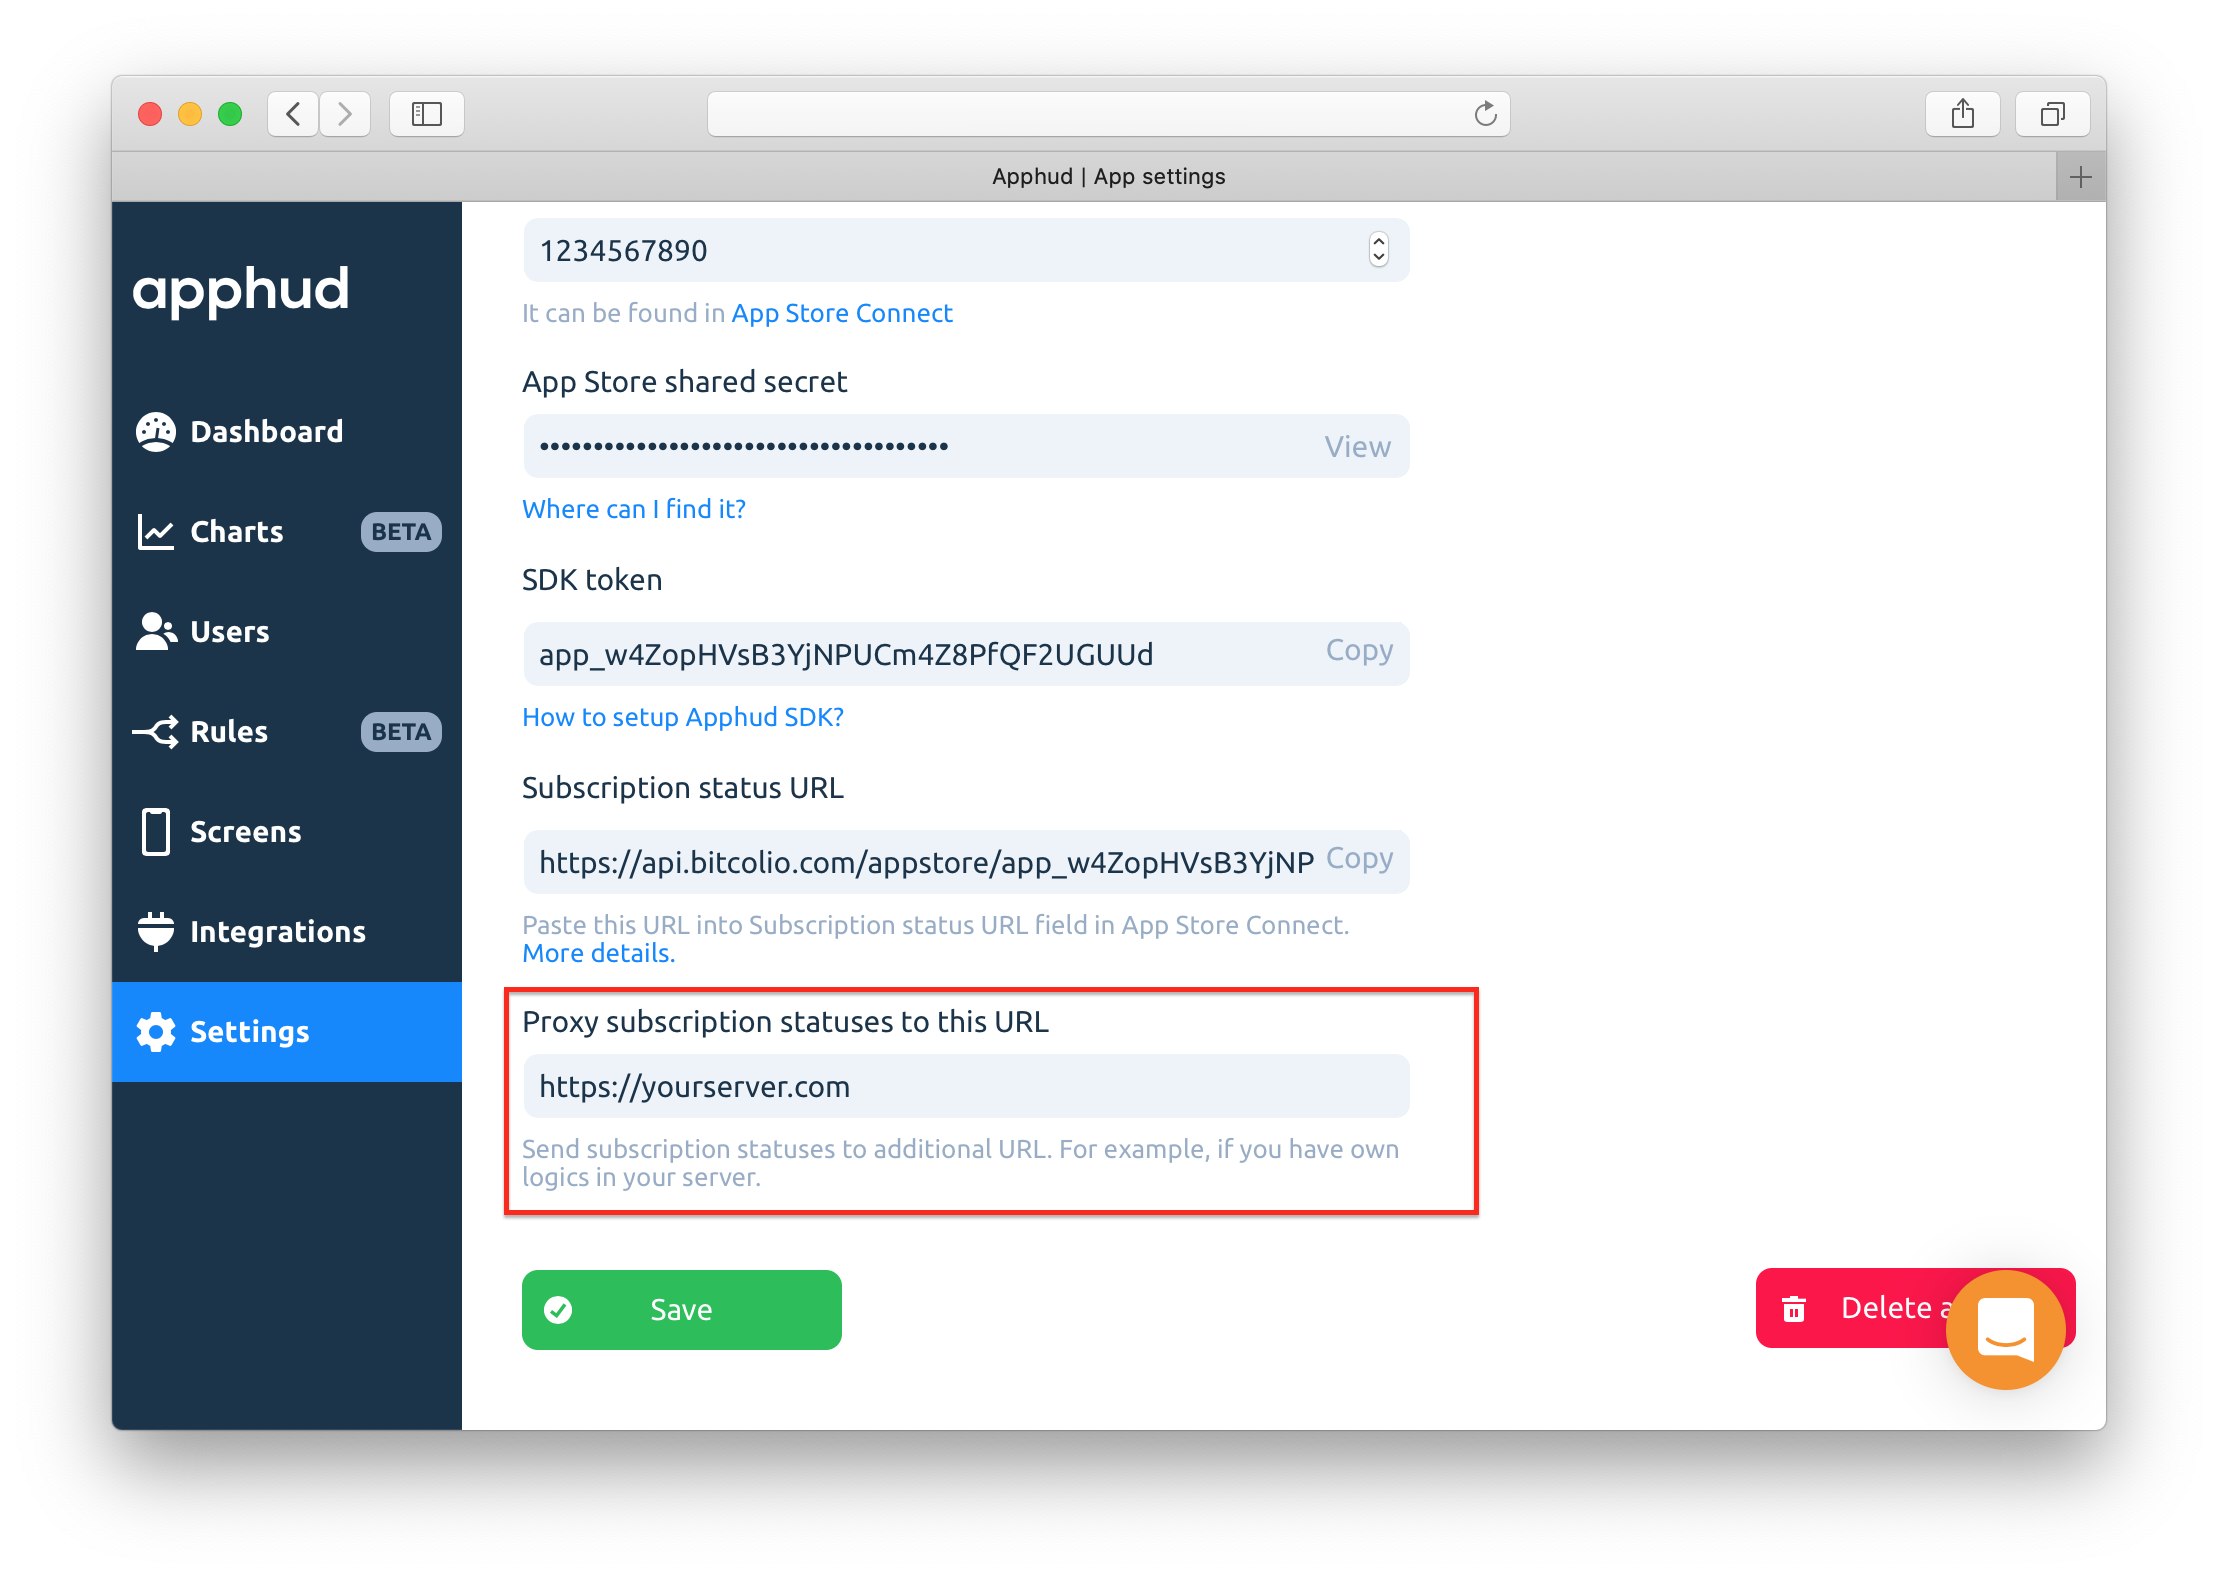 Apphud | App settings
apphud
Dashboard
Charts BETA
Users
Rules BETA
Screens
Integrations
Settings
1234567890
It can be found in App Store Connect
App Store shared secret
•••••••••••••••••••••••••••••••••••••• View
Where can I find it?
SDK token
app_w4ZopHVsB3YjNPUCm4Z8PfQF2UGUUd Copy
How to setup Apphud SDK?
Subscription status URL
https://api.bitcolio.com/appstore/app_w4ZopHVsB3YjNP Copy
Paste this URL into Subscription status URL field in App Store Connect.
More details.
Proxy subscription statuses to this URL
https://yourserver.com
Send subscription statuses to additional URL. For example, if you have own
logics in your server.
Save
Delete